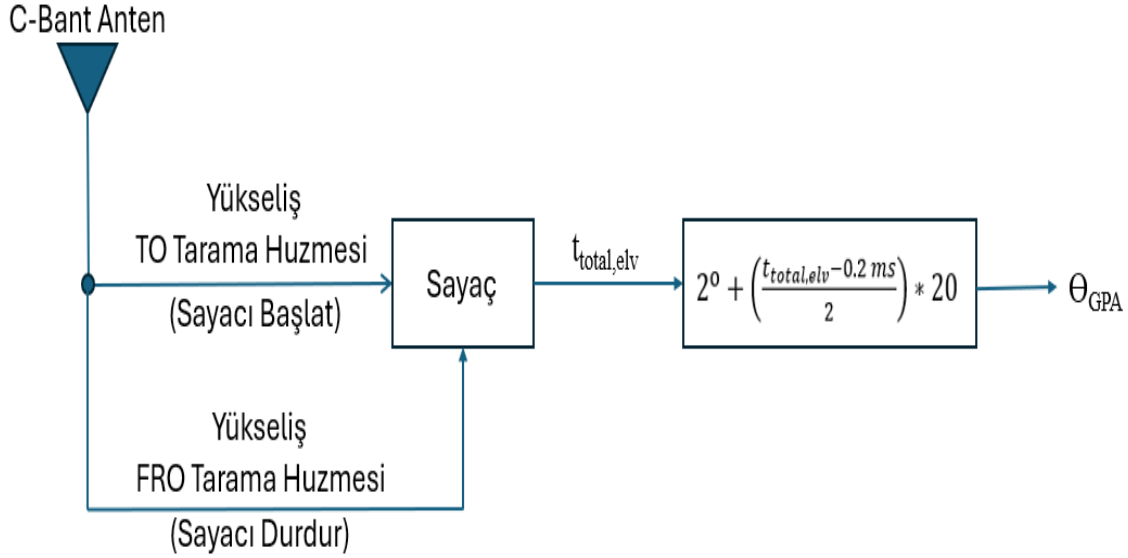 C-Bant Anten
Yükseliş
TO Tarama Huzmesi
(Sayacı Başlat)
Sayaç
t_total,elv
2⁰ + (t_total,elv−0.2 ms / 2) * 20
Θ_GPA
Yükseliş
FRO Tarama Huzmesi
(Sayacı Durdur)